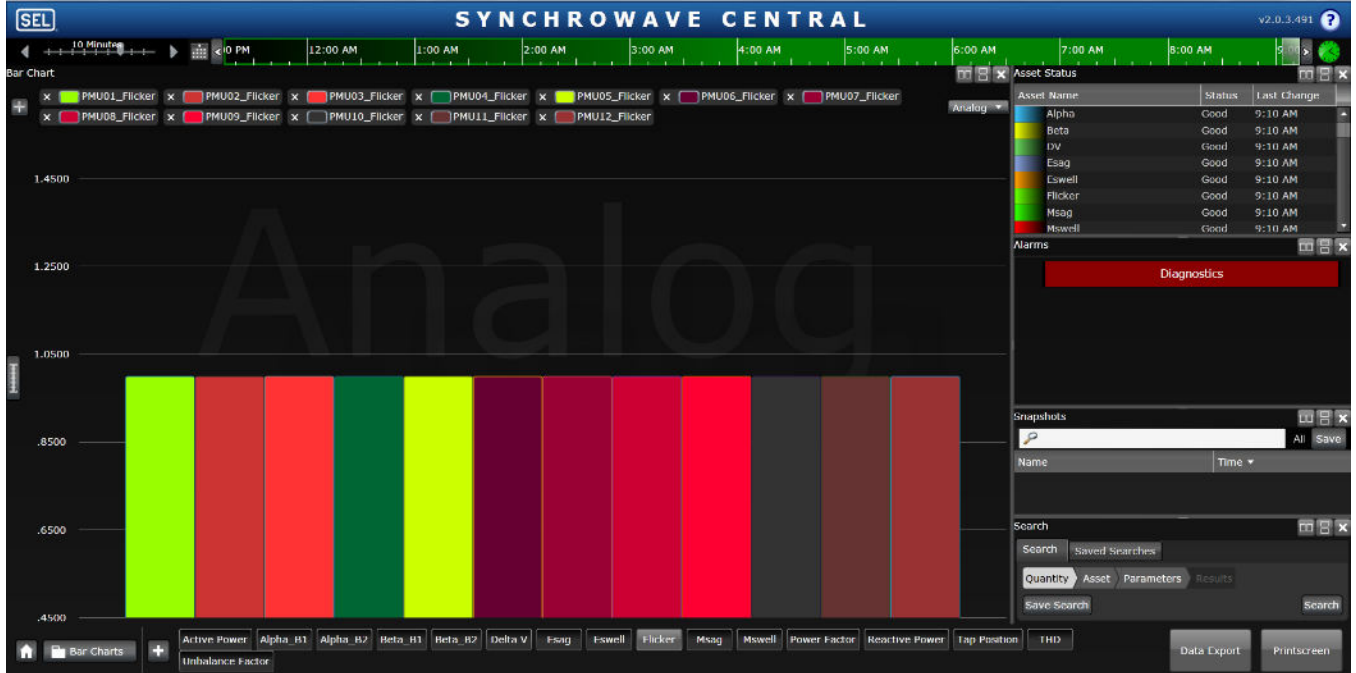 SEL SYNCHROWAVE CENTRAL v2.0.3.491 ?
10 Minutes 0 PM 12:00 AM 1:00 AM 2:00 AM 3:00 AM 4:00 AM 5:00 AM 6:00 AM 7:00 AM 8:00 AM
Bar Chart
PMU01_Flicker PMU02_Flicker PMU03_Flicker PMU04_Flicker PMU05_Flicker PMU06_Flicker PMU07_Flicker
PMU08_Flicker PMU09_Flicker PMU10_Flicker PMU11_Flicker PMU12_Flicker
Analog
Analog
1.4500
1.2500
1.0500
.8500
.6500
.4500
Asset Status
Asset Name Status Last Change
Alpha Good 9:10 AM
Beta Good 9:10 AM
DV Good 9:10 AM
Esag Good 9:10 AM
Eswell Good 9:10 AM
Flicker Good 9:10 AM
Msag Good 9:10 AM
Mswell Good 9:10 AM
Alarms
Diagnostics
Snapshots
All Save
Name Time
Search
Search Saved Searches
Quantity Asset Parameters Results
Save Search Search
Bar Charts Active Power Alpha_B1 Alpha_B2 Beta_B1 Beta_B2 Delta V Esag Eswell Flicker Msag Mswell Power Factor Reactive Power Tap Position THD
Unbalance Factor
Data Export Printscreen